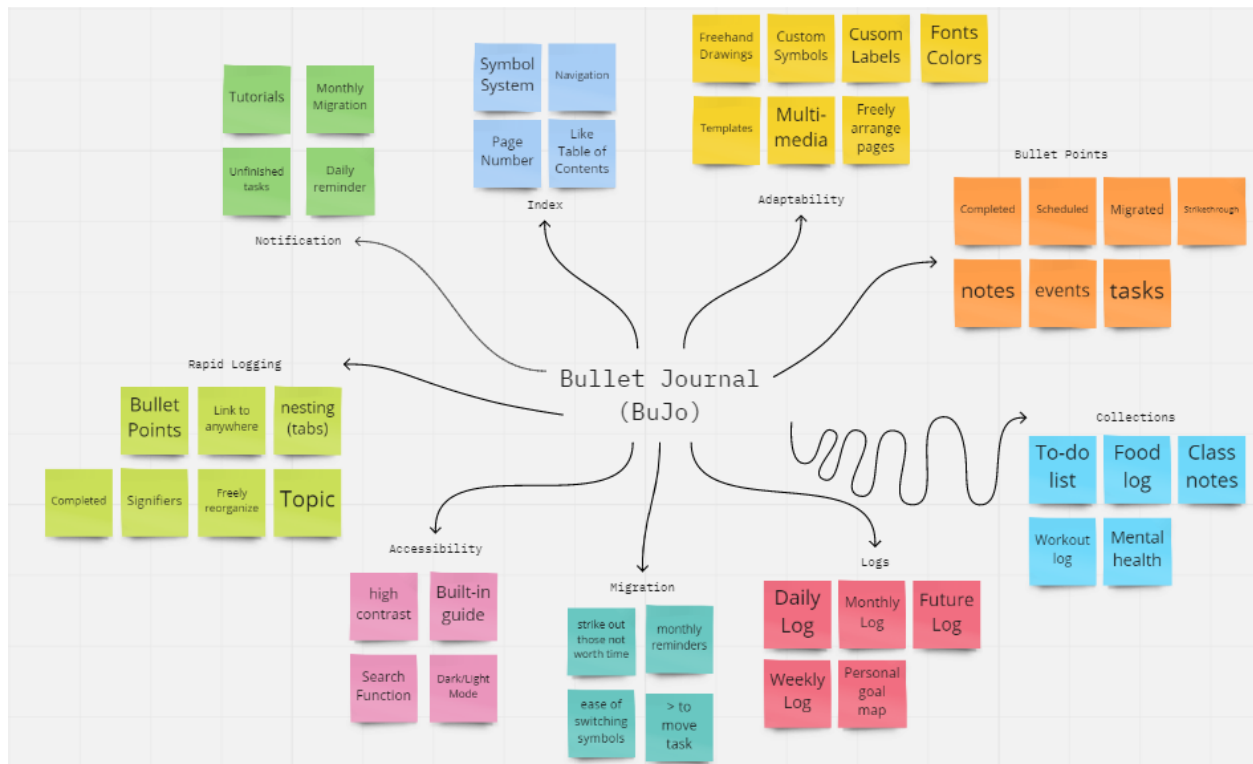 Bullet Journal
(BuJo)
Notification
Tutorials
Monthly
Migration
Unfinished
tasks
Daily
reminder
Index
Symbol
System
Navigation
Page
Number
Like
Table of
Contents
Adaptability
Freehand
Drawings
Custom
Symbols
Cusom
Labels
Fonts
Colors
Templates
Multi-
media
Freely
arrange
pages
Bullet Points
Completed
Scheduled
Migrated
Strikethrough
notes
events
tasks
Rapid Logging
Bullet
Points
Link to
anywhere
nesting
(tabs)
Completed
Signifiers
Freely
reorganize
Topic
Collections
To-do
list
Food
log
Class
notes
Workout
log
Mental
health
Accessibility
high
contrast
Built-in
guide
Search
Function
Dark/Light
Mode
Migration
strike out
those not
worth time
monthly
reminders
ease of
switching
symbols
> to
move
task
Logs
Daily
Log
Monthly
Log
Future
Log
Weekly
Log
Personal
goal
map